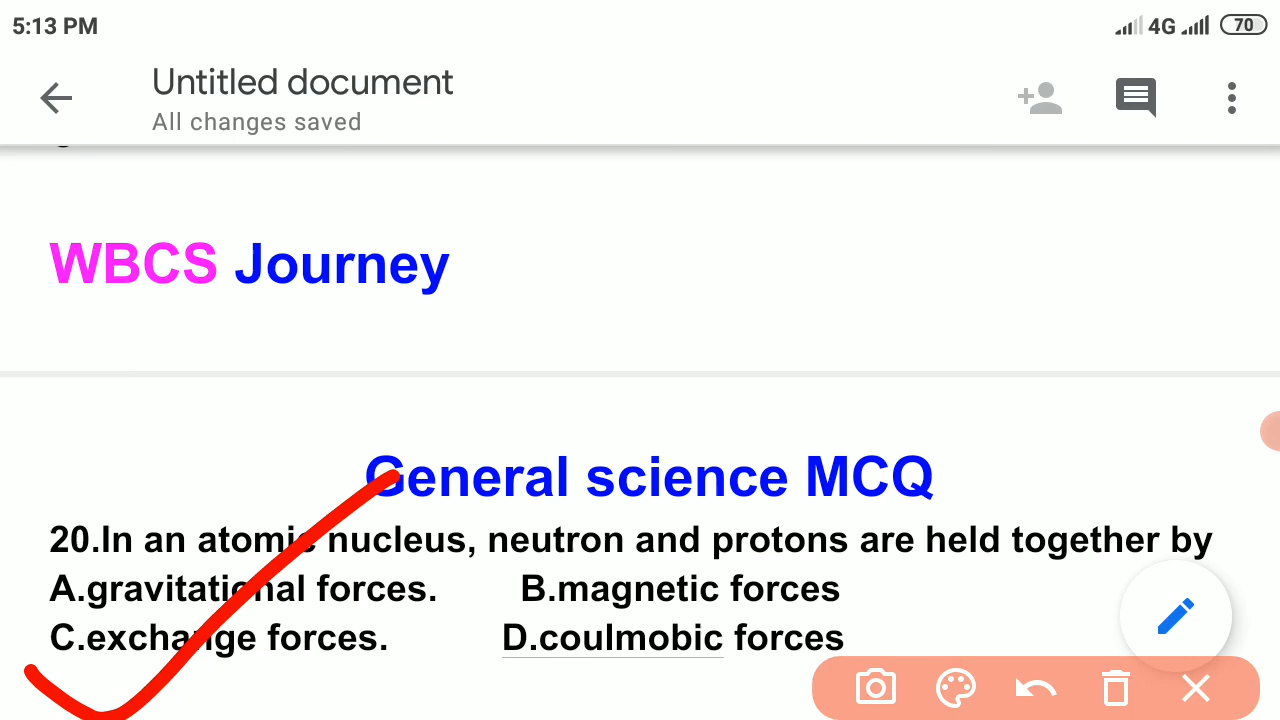 5:13 PM
4G
70
Untitled document
All changes saved
WBCS Journey
General science MCQ
20.In an atomic nucleus, neutron and protons are held together by
A.gravitational forces. B.magnetic forces
C.exchange forces. D.coulmobic forces